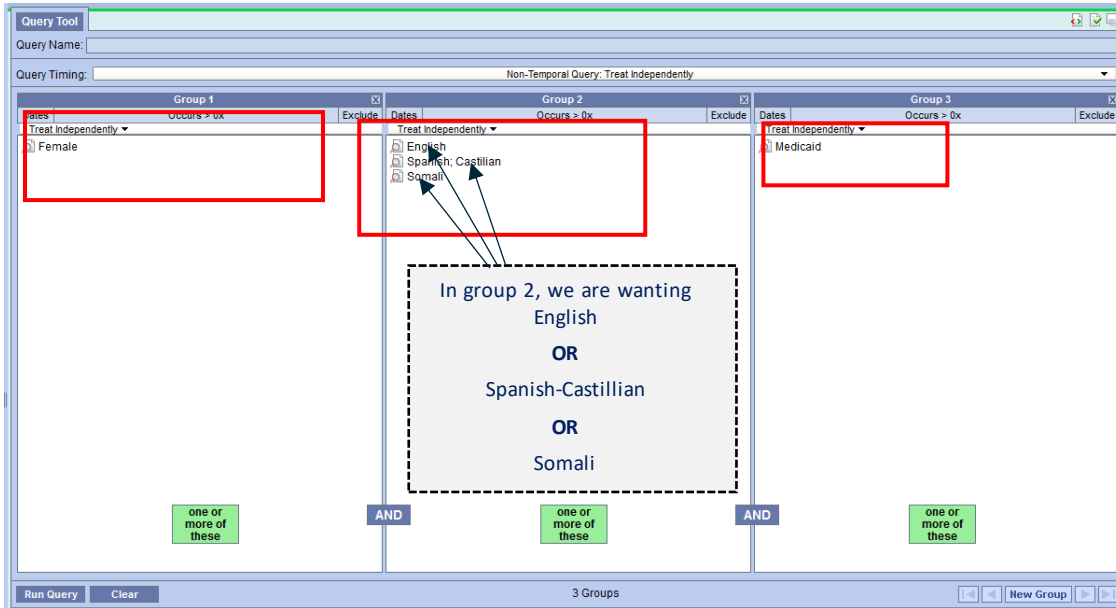 Query Tool
Query Name:
Query Timing: Non-Temporal Query: Treat Independently
Group 1
Dates Occurs > 0x Exclude
Treat Independently
Female
one or
more of
these
AND
Group 2
Dates Occurs > 0x Exclude
Treat Independently
English
Spanish; Castilian
Somali
In group 2, we are wanting
English
OR
Spanish-Castillian
OR
Somali
one or
more of
these
AND
Group 3
Dates Occurs > 0x Exclude
Treat Independently
Medicaid
one or
more of
these
Run Query Clear 3 Groups New Group